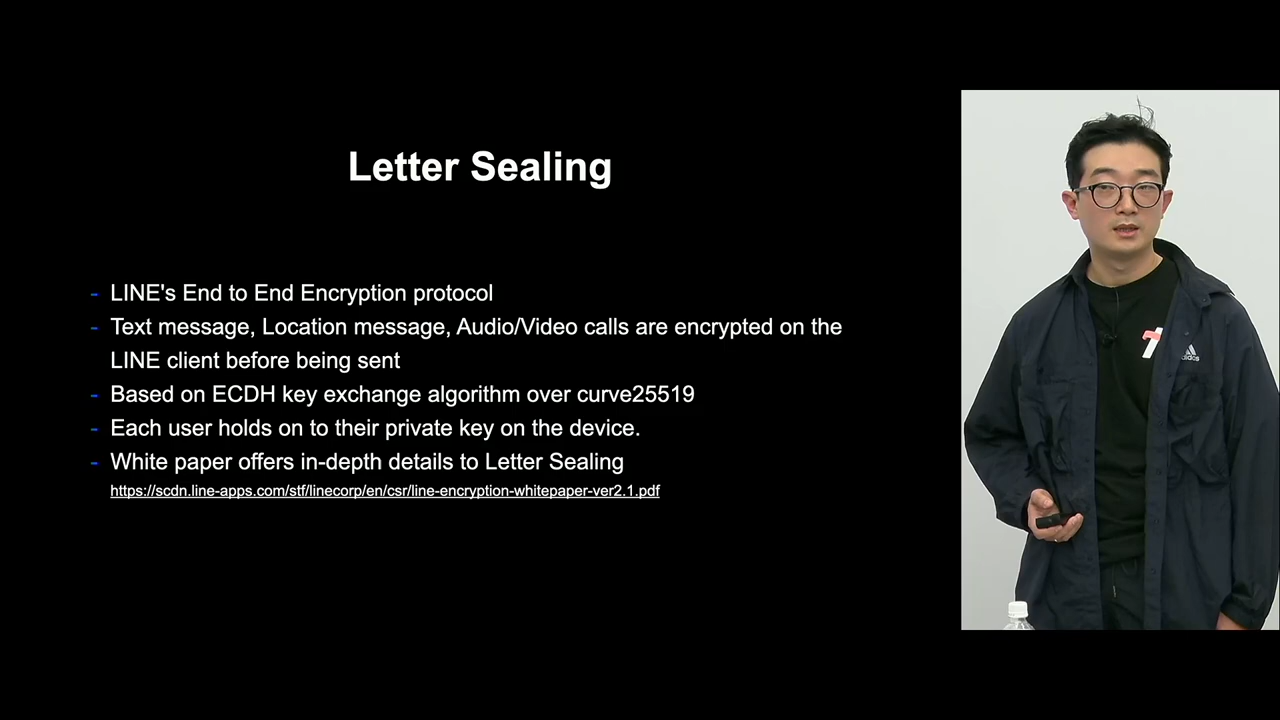 Letter Sealing
- LINE's End to End Encryption protocol
- Text message, Location message, Audio/Video calls are encrypted on the
LINE client before being sent
- Based on ECDH key exchange algorithm over curve25519
- Each user holds on to their private key on the device.
- White paper offers in-depth details to Letter Sealing
https://scdn.line-apps.com/stf/linecorp/en/csr/line-encryption-whitepaper-ver2.1.pdf
adidas